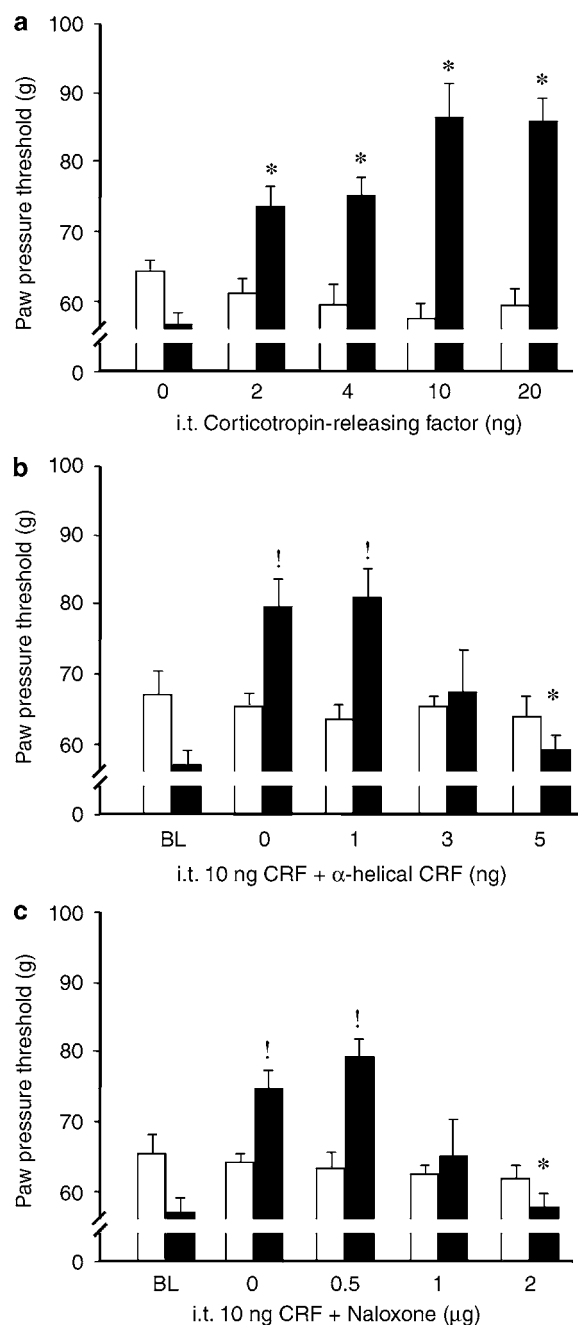 a
Paw pressure threshold (g)
100
90
80
70
60
0
* * * *
0 2 4 10 20
i.t. Corticotropin-releasing factor (ng)
b
Paw pressure threshold (g)
100
90
80
70
60
0
! ! *
BL 0 1 3 5
i.t. 10 ng CRF + α-helical CRF (ng)
c
Paw pressure threshold (g)
100
90
80
70
60
0
! ! *
BL 0 0.5 1 2
i.t. 10 ng CRF + Naloxone (μg)